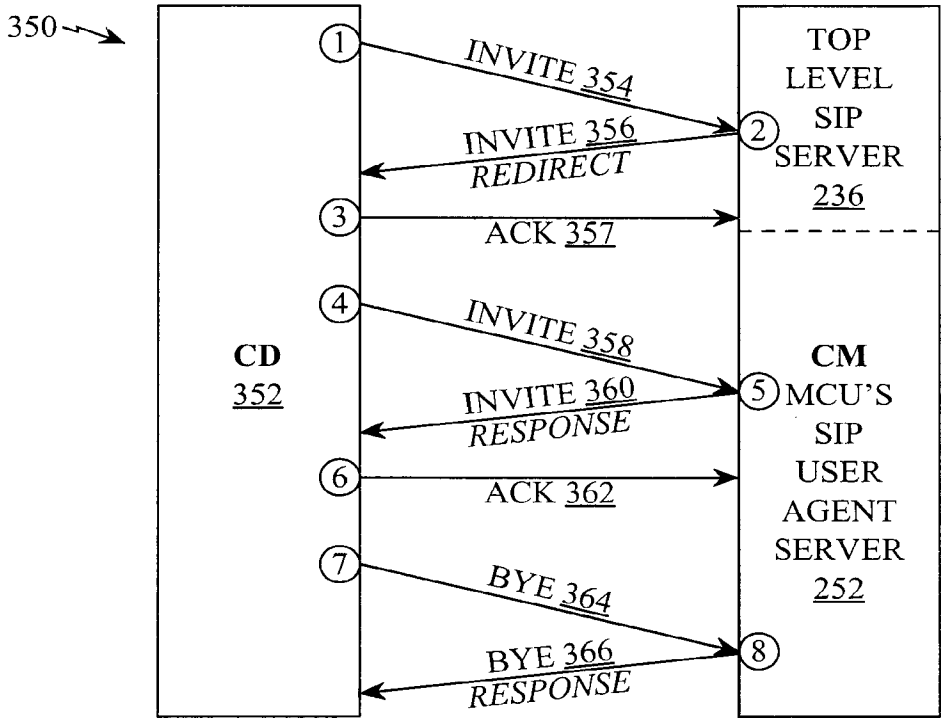 350
1
INVITE 354
2
INVITE 356
REDIRECT
3
ACK 357
TOP
LEVEL
SIP
SERVER
236
4
INVITE 358
5
INVITE 360
RESPONSE
6
ACK 362
7
BYE 364
8
BYE 366
RESPONSE
CD
352
CM
MCU'S
SIP
USER
AGENT
SERVER
252